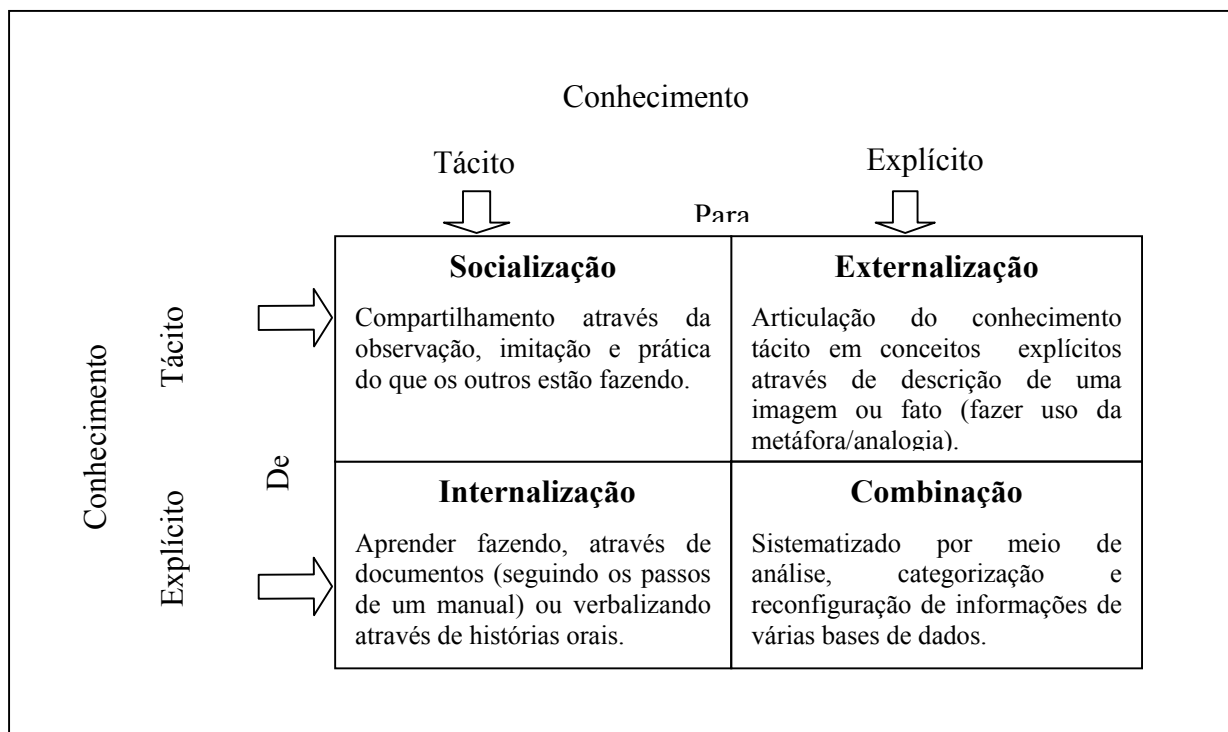 Conhecimento
Tácito
Explícito
Para
Socialização
Compartilhamento através da
observação, imitação e prática
do que os outros estão fazendo.
Externalização
Articulação do conhecimento
tácito em conceitos explícitos
através de descrição de uma
imagem ou fato (fazer uso da
metáfora/analogia).
Conhecimento
Tácito
De
Explícito
Internalização
Aprender fazendo, através de
documentos (seguindo os passos
de um manual) ou verbalizando
através de histórias orais.
Combinação
Sistematizado por meio de
análise, categorização e
reconfiguração de informações de
várias bases de dados.